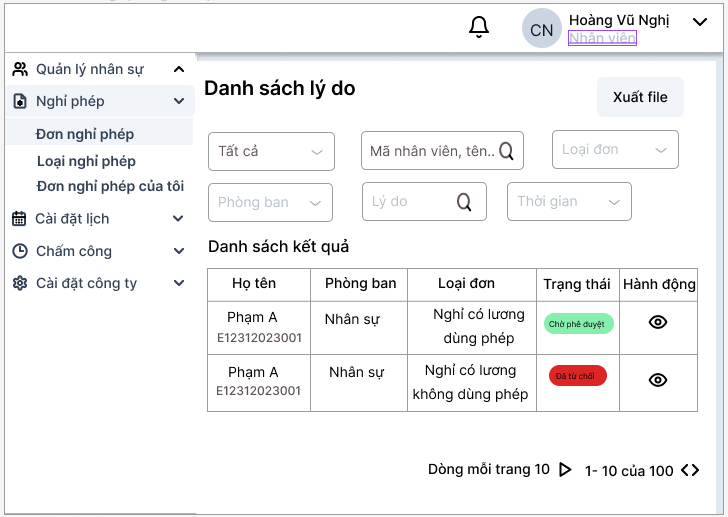 CN
Hoàng Vũ Nghị
Nhân viên
Quản lý nhân sự
Nghỉ phép
Đơn nghỉ phép
Loại nghỉ phép
Đơn nghỉ phép của tôi
Cài đặt lịch
Chấm công
Cài đặt công ty
Danh sách lý do
Xuất file
Tất cả
Mã nhân viên, tên..
Loại đơn
Phòng ban
Lý do
Thời gian
Danh sách kết quả
Họ tên Phòng ban Loại đơn Trạng thái Hành động
Phạm A Nhân sự Nghỉ có lương
E12312023001 dùng phép Chờ phê duyệt
Phạm A Nhân sự Nghỉ có lương
E12312023001 không dùng phép Đã từ chối
Dòng mỗi trang 10 1- 10 của 100